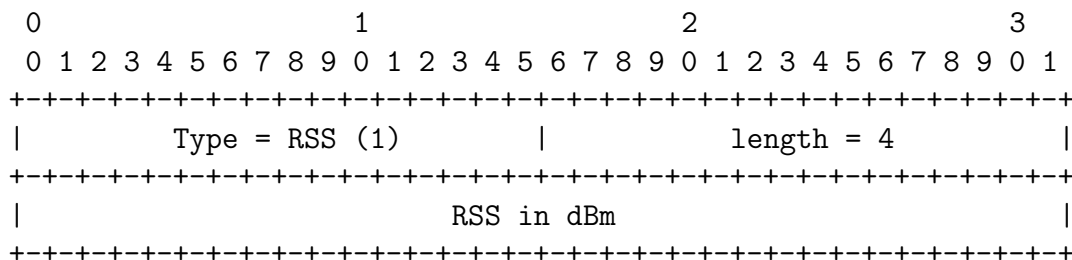 0                   1                   2                   3
 0 1 2 3 4 5 6 7 8 9 0 1 2 3 4 5 6 7 8 9 0 1 2 3 4 5 6 7 8 9 0 1
+-+-+-+-+-+-+-+-+-+-+-+-+-+-+-+-+-+-+-+-+-+-+-+-+-+-+-+-+-+-+-+-+
|         Type = RSS (1)        |           length = 4          |
+-+-+-+-+-+-+-+-+-+-+-+-+-+-+-+-+-+-+-+-+-+-+-+-+-+-+-+-+-+-+-+-+
|                          RSS in dBm                           |
+-+-+-+-+-+-+-+-+-+-+-+-+-+-+-+-+-+-+-+-+-+-+-+-+-+-+-+-+-+-+-+-+